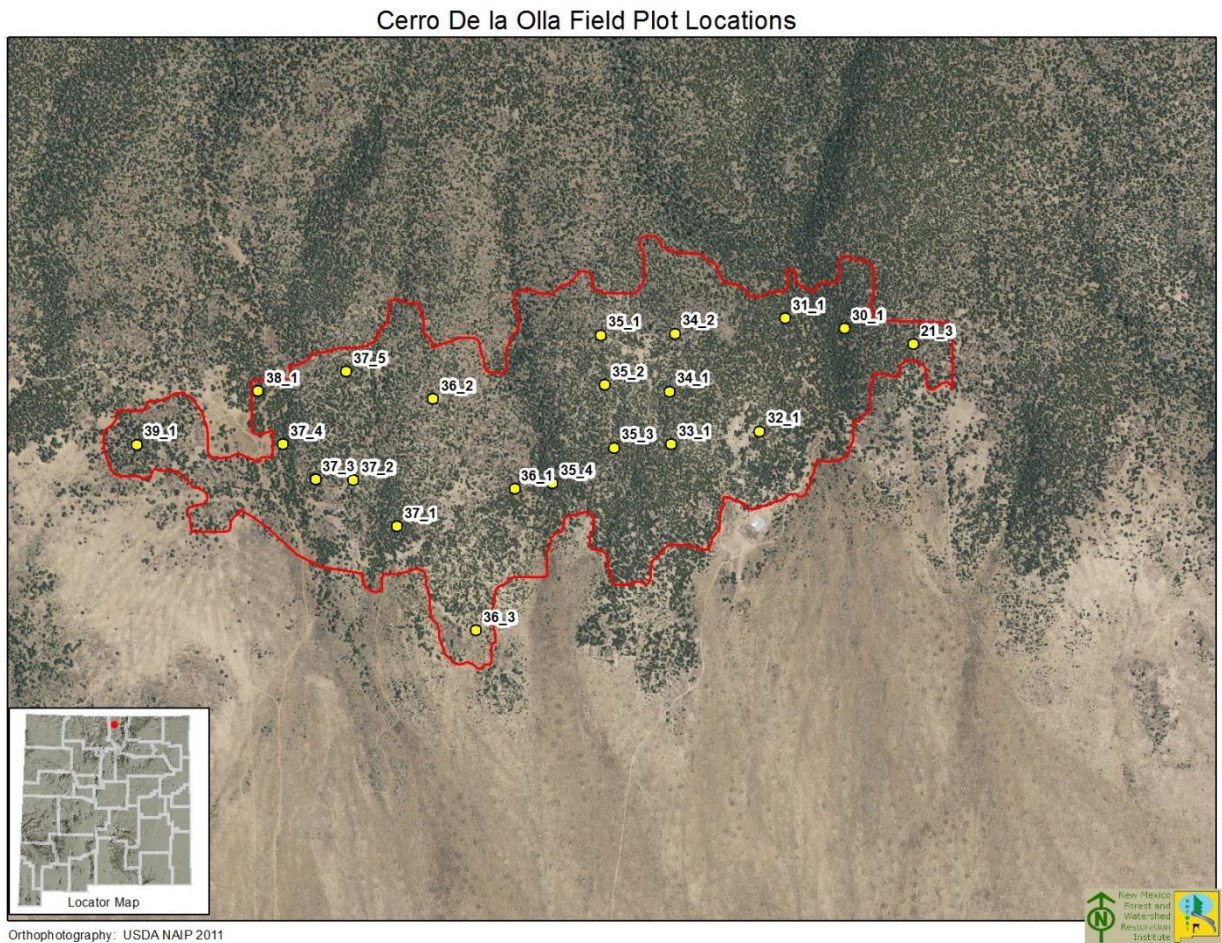 Cerro De la Olla Field Plot Locations
31_1
30_1
35_1
34_2
21_3
37_5
38_1
36_2
35_2
34_1
39_1
37_4
35_3
33_1
32_1
37_3
37_2
36_1
35_4
37_1
36_3
Locator Map
New Mexico
Forest and
Watershed
Restoration
Institute
N
Orthophotography: USDA NAIP 2011